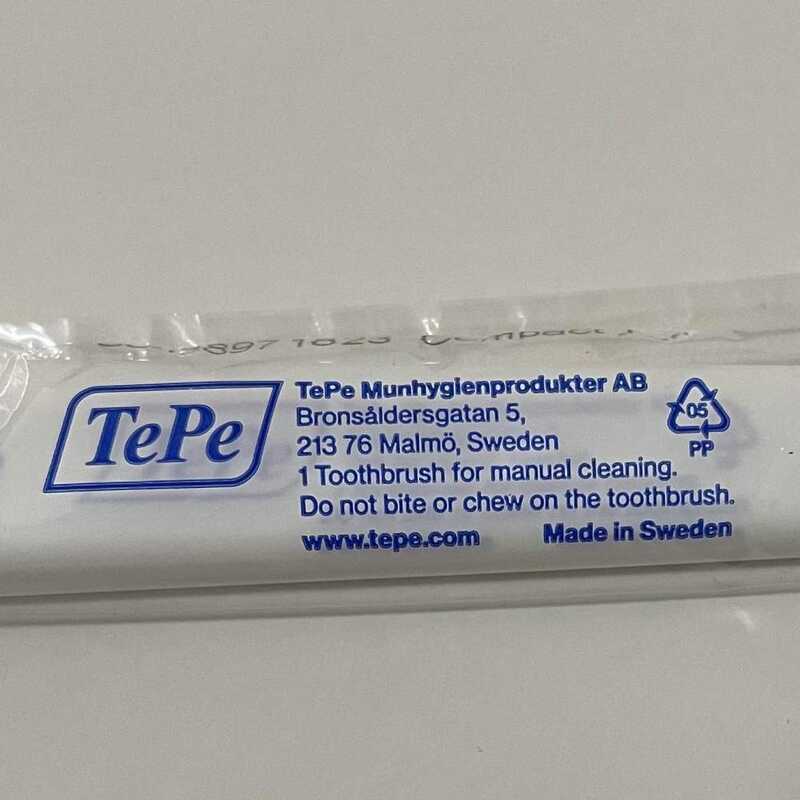 TePe
TePe Munhygienprodukter AB
Bronsåldersgatan 5,
213 76 Malmö, Sweden
1 Toothbrush for manual cleaning.
Do not bite or chew on the toothbrush.
www.tepe.com Made in Sweden
05
PP